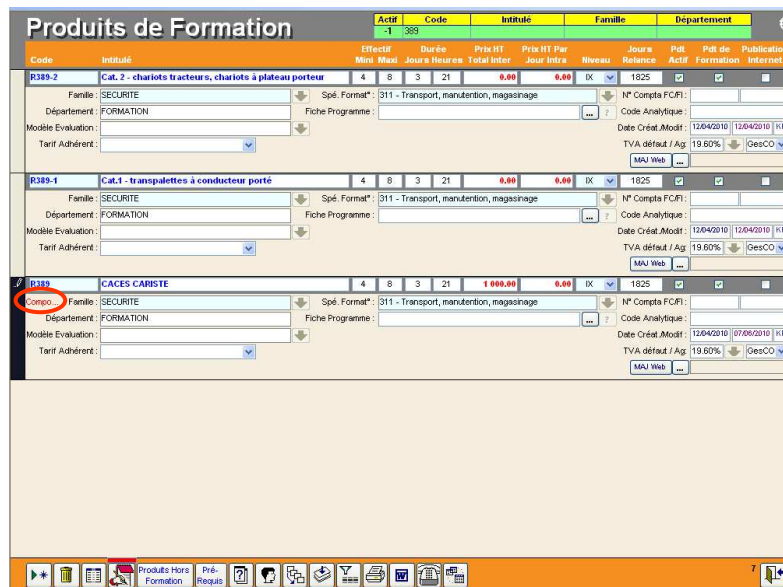 Produits de Formation
Actif Code Intitulé Famille Département
-1 389
Effectif Durée Prix HT Prix HT Par Jours Pdt Pdt de Publication
Code Intitulé Mini Maxi Jours Heures Total Inter Jour Intra Niveau Relance Actif Formation Internet
R389-2 Cat. 2 - chariots tracteurs, chariots à plateau porteur 4 8 3 21 0.00 0.00 IX 1825
Famille : SECURITE Spé. Format° : 311 - Transport, manutention, magasinage N° Compta FC/FI :
Département : FORMATION Fiche Programme : ... ? Code Analytique :
Modèle Evaluation : Date Créat./Modif : 12/04/2010 12/04/2010
Tarif Adhérent : TVA défaut / Ag: 19.60% GesCO
MAJ Web ...
R389-1 Cat.1 - transpalettes à conducteur porté 4 8 3 21 0.00 0.00 IX 1825
Famille : SECURITE Spé. Format° : 311 - Transport, manutention, magasinage N° Compta FC/FI :
Département : FORMATION Fiche Programme : ... ? Code Analytique :
Modèle Evaluation : Date Créat./Modif : 12/04/2010 12/04/2010
Tarif Adhérent : TVA défaut / Ag: 19.60% GesCO
MAJ Web ...
R389 CACES CARISTE 4 8 3 21 1 000.00 0.00 IX 1825
Compo... Famille : SECURITE Spé. Format° : 311 - Transport, manutention, magasinage N° Compta FC/FI :
Département : FORMATION Fiche Programme : ... ? Code Analytique :
Modèle Evaluation : Date Créat./Modif : 12/04/2010 07/06/2010
Tarif Adhérent : TVA défaut / Ag: 19.60% GesCO
MAJ Web ...
Produits Hors Formation Pré-Requis 7